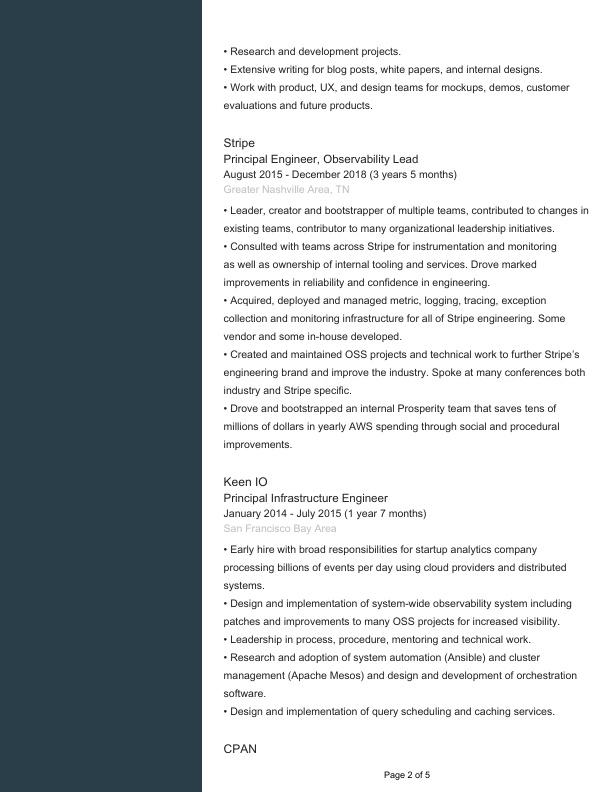 • Research and development projects.
• Extensive writing for blog posts, white papers, and internal designs.
• Work with product, UX, and design teams for mockups, demos, customer
evaluations and future products.
Stripe
Principal Engineer, Observability Lead
August 2015 - December 2018 (3 years 5 months)
Greater Nashville Area, TN
• Leader, creator and bootstrapper of multiple teams, contributed to changes in
existing teams, contributor to many organizational leadership initiatives.
• Consulted with teams across Stripe for instrumentation and monitoring
as well as ownership of internal tooling and services. Drove marked
improvements in reliability and confidence in engineering.
• Acquired, deployed and managed metric, logging, tracing, exception
collection and monitoring infrastructure for all of Stripe engineering. Some
vendor and some in-house developed.
• Created and maintained OSS projects and technical work to further Stripe's
engineering brand and improve the industry. Spoke at many conferences both
industry and Stripe specific.
• Drove and bootstrapped an internal Prosperity team that saves tens of
millions of dollars in yearly AWS spending through social and procedural
improvements.
Keen IO
Principal Infrastructure Engineer
January 2014 - July 2015 (1 year 7 months)
San Francisco Bay Area
• Early hire with broad responsibilities for startup analytics company
processing billions of events per day using cloud providers and distributed
systems.
• Design and implementation of system-wide observability system including
patches and improvements to many OSS projects for increased visibility.
• Leadership in process, procedure, mentoring and technical work.
• Research and adoption of system automation (Ansible) and cluster
management (Apache Mesos) and design and development of orchestration
software.
• Design and implementation of query scheduling and caching services.
CPAN
Page 2 of 5